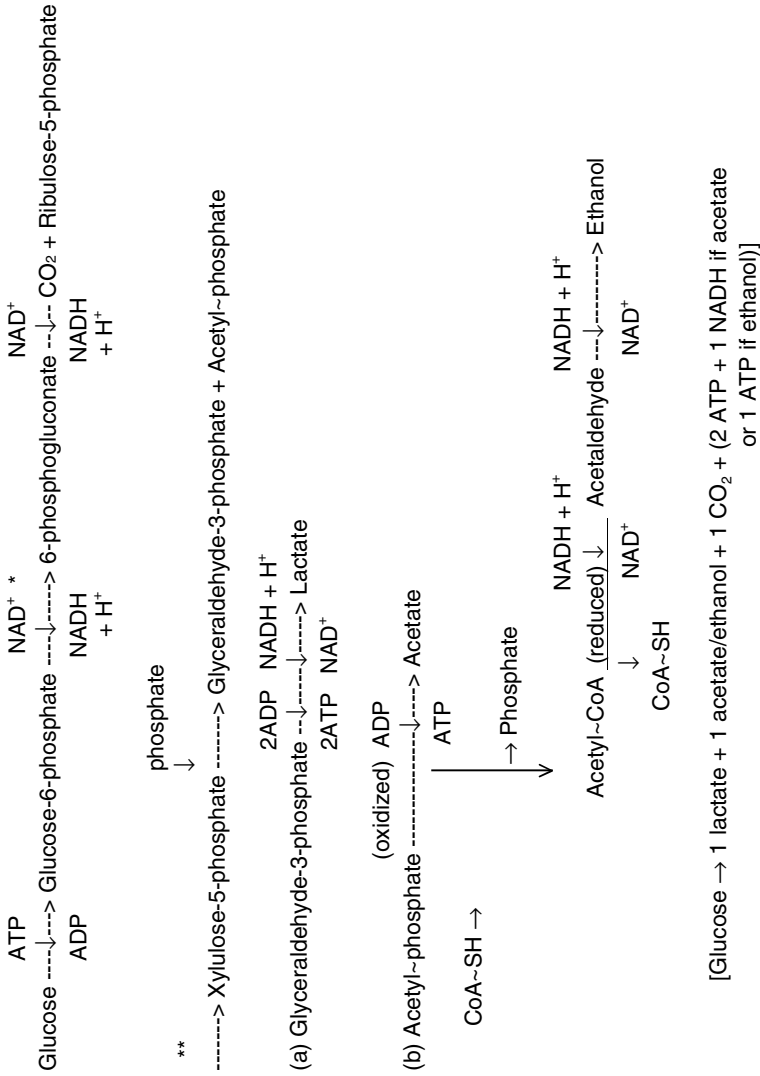 ATP NAD⁺ * NAD⁺
Glucose -----↓-----> Glucose-6-phosphate -----↓-----> 6-phosphogluconate ---↓--- CO₂ + Ribulose-5-phosphate
ADP NADH NADH
+ H⁺ + H⁺
phosphate
** ↓
-------> Xylulose-5-phosphate -------> Glyceraldehyde-3-phosphate + Acetyl~phosphate
2ADP NADH + H⁺
(a) Glyceraldehyde-3-phosphate ---↓------↓------> Lactate
2ATP NAD⁺
(oxidized) ADP
(b) Acetyl~phosphate ------------------↓-----> Acetate
ATP
CoA~SH →
→ Phosphate
NADH + H⁺ NADH + H⁺
Acetyl~CoA (reduced) ↓ Acetaldehyde ----↓---------> Ethanol
↓ NAD⁺ NAD⁺
CoA~SH
[Glucose → 1 lactate + 1 acetate/ethanol + 1 CO₂ + (2 ATP + 1 NADH if acetate
or 1 ATP if ethanol)]